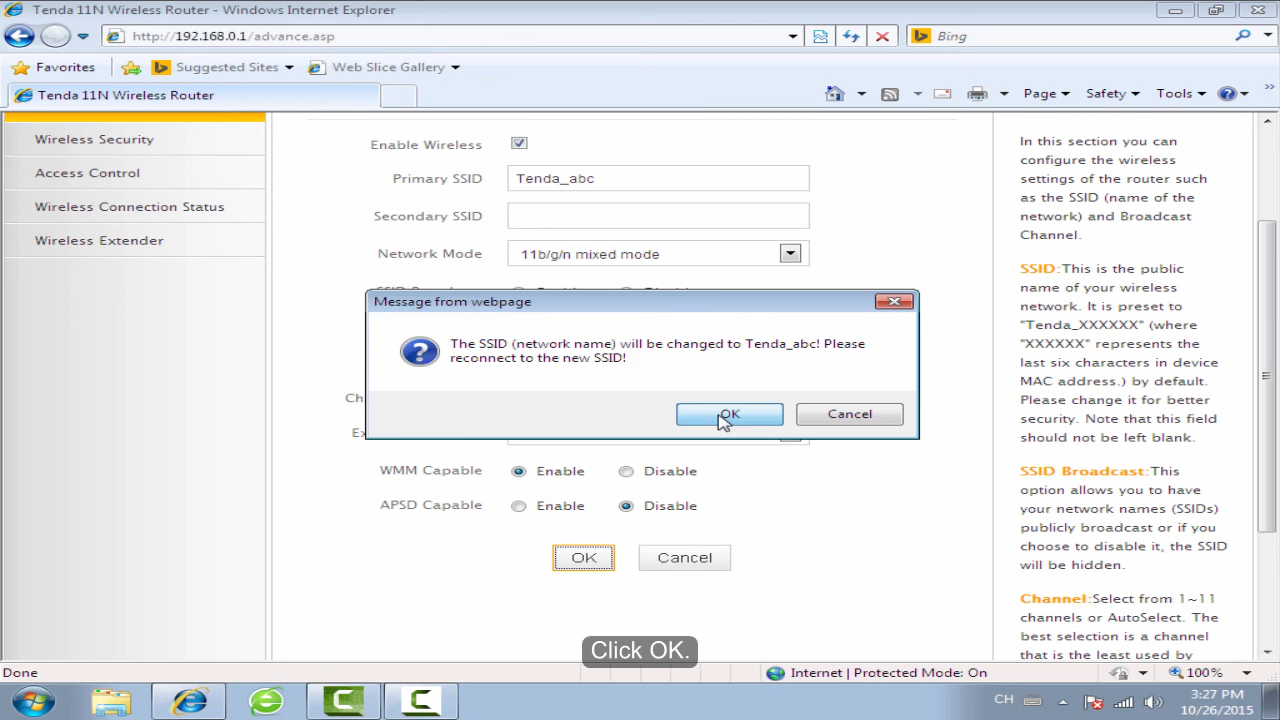 Tenda 11N Wireless Router - Windows Internet Explorer
http://192.168.0.1/advance.asp
Bing
Favorites
Suggested Sites
Web Slice Gallery
Tenda 11N Wireless Router
Page
Safety
Tools
Wireless Security
Access Control
Wireless Connection Status
Wireless Extender
Enable Wireless
Primary SSID
Tenda_abc
Secondary SSID
Network Mode
11b/g/n mixed mode
Message from webpage
The SSID (network name) will be changed to Tenda_abc! Please
reconnect to the new SSID!
OK
Cancel
WMM Capable
Enable
Disable
APSD Capable
Enable
Disable
OK
Cancel
In this section you can
configure the wireless
settings of the router such
as the SSID (name of the
network) and Broadcast
Channel.
SSID:This is the public
name of your wireless
network. It is preset to
"Tenda_XXXXXX" (where
"XXXXXX" represents the
last six characters in device
MAC address.) by default.
Please change it for better
security. Note that this field
should not be left blank.
SSID Broadcast:This
option allows you to have
your network names (SSIDs)
publicly broadcast or if you
choose to disable it, the SSID
will be hidden.
Channel:Select from 1~11
channels or AutoSelect. The
best selection is a channel
that is the least used by
Click OK.
Done
Internet | Protected Mode: On
100%
CH
3:27 PM
10/26/2015